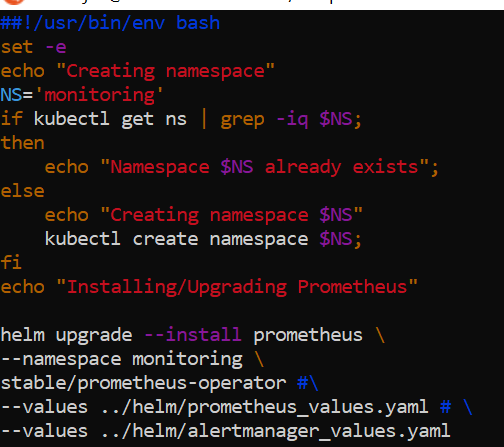 ##!/usr/bin/env bash
set -e
echo "Creating namespace"
NS='monitoring'
if kubectl get ns | grep -iq $NS;
then
    echo "Namespace $NS already exists";
else
    echo "Creating namespace $NS"
    kubectl create namespace $NS;
fi
echo "Installing/Upgrading Prometheus"

helm upgrade --install prometheus \
--namespace monitoring \
stable/prometheus-operator #\
--values ../helm/prometheus_values.yaml # \
--values ../helm/alertmanager_values.yaml